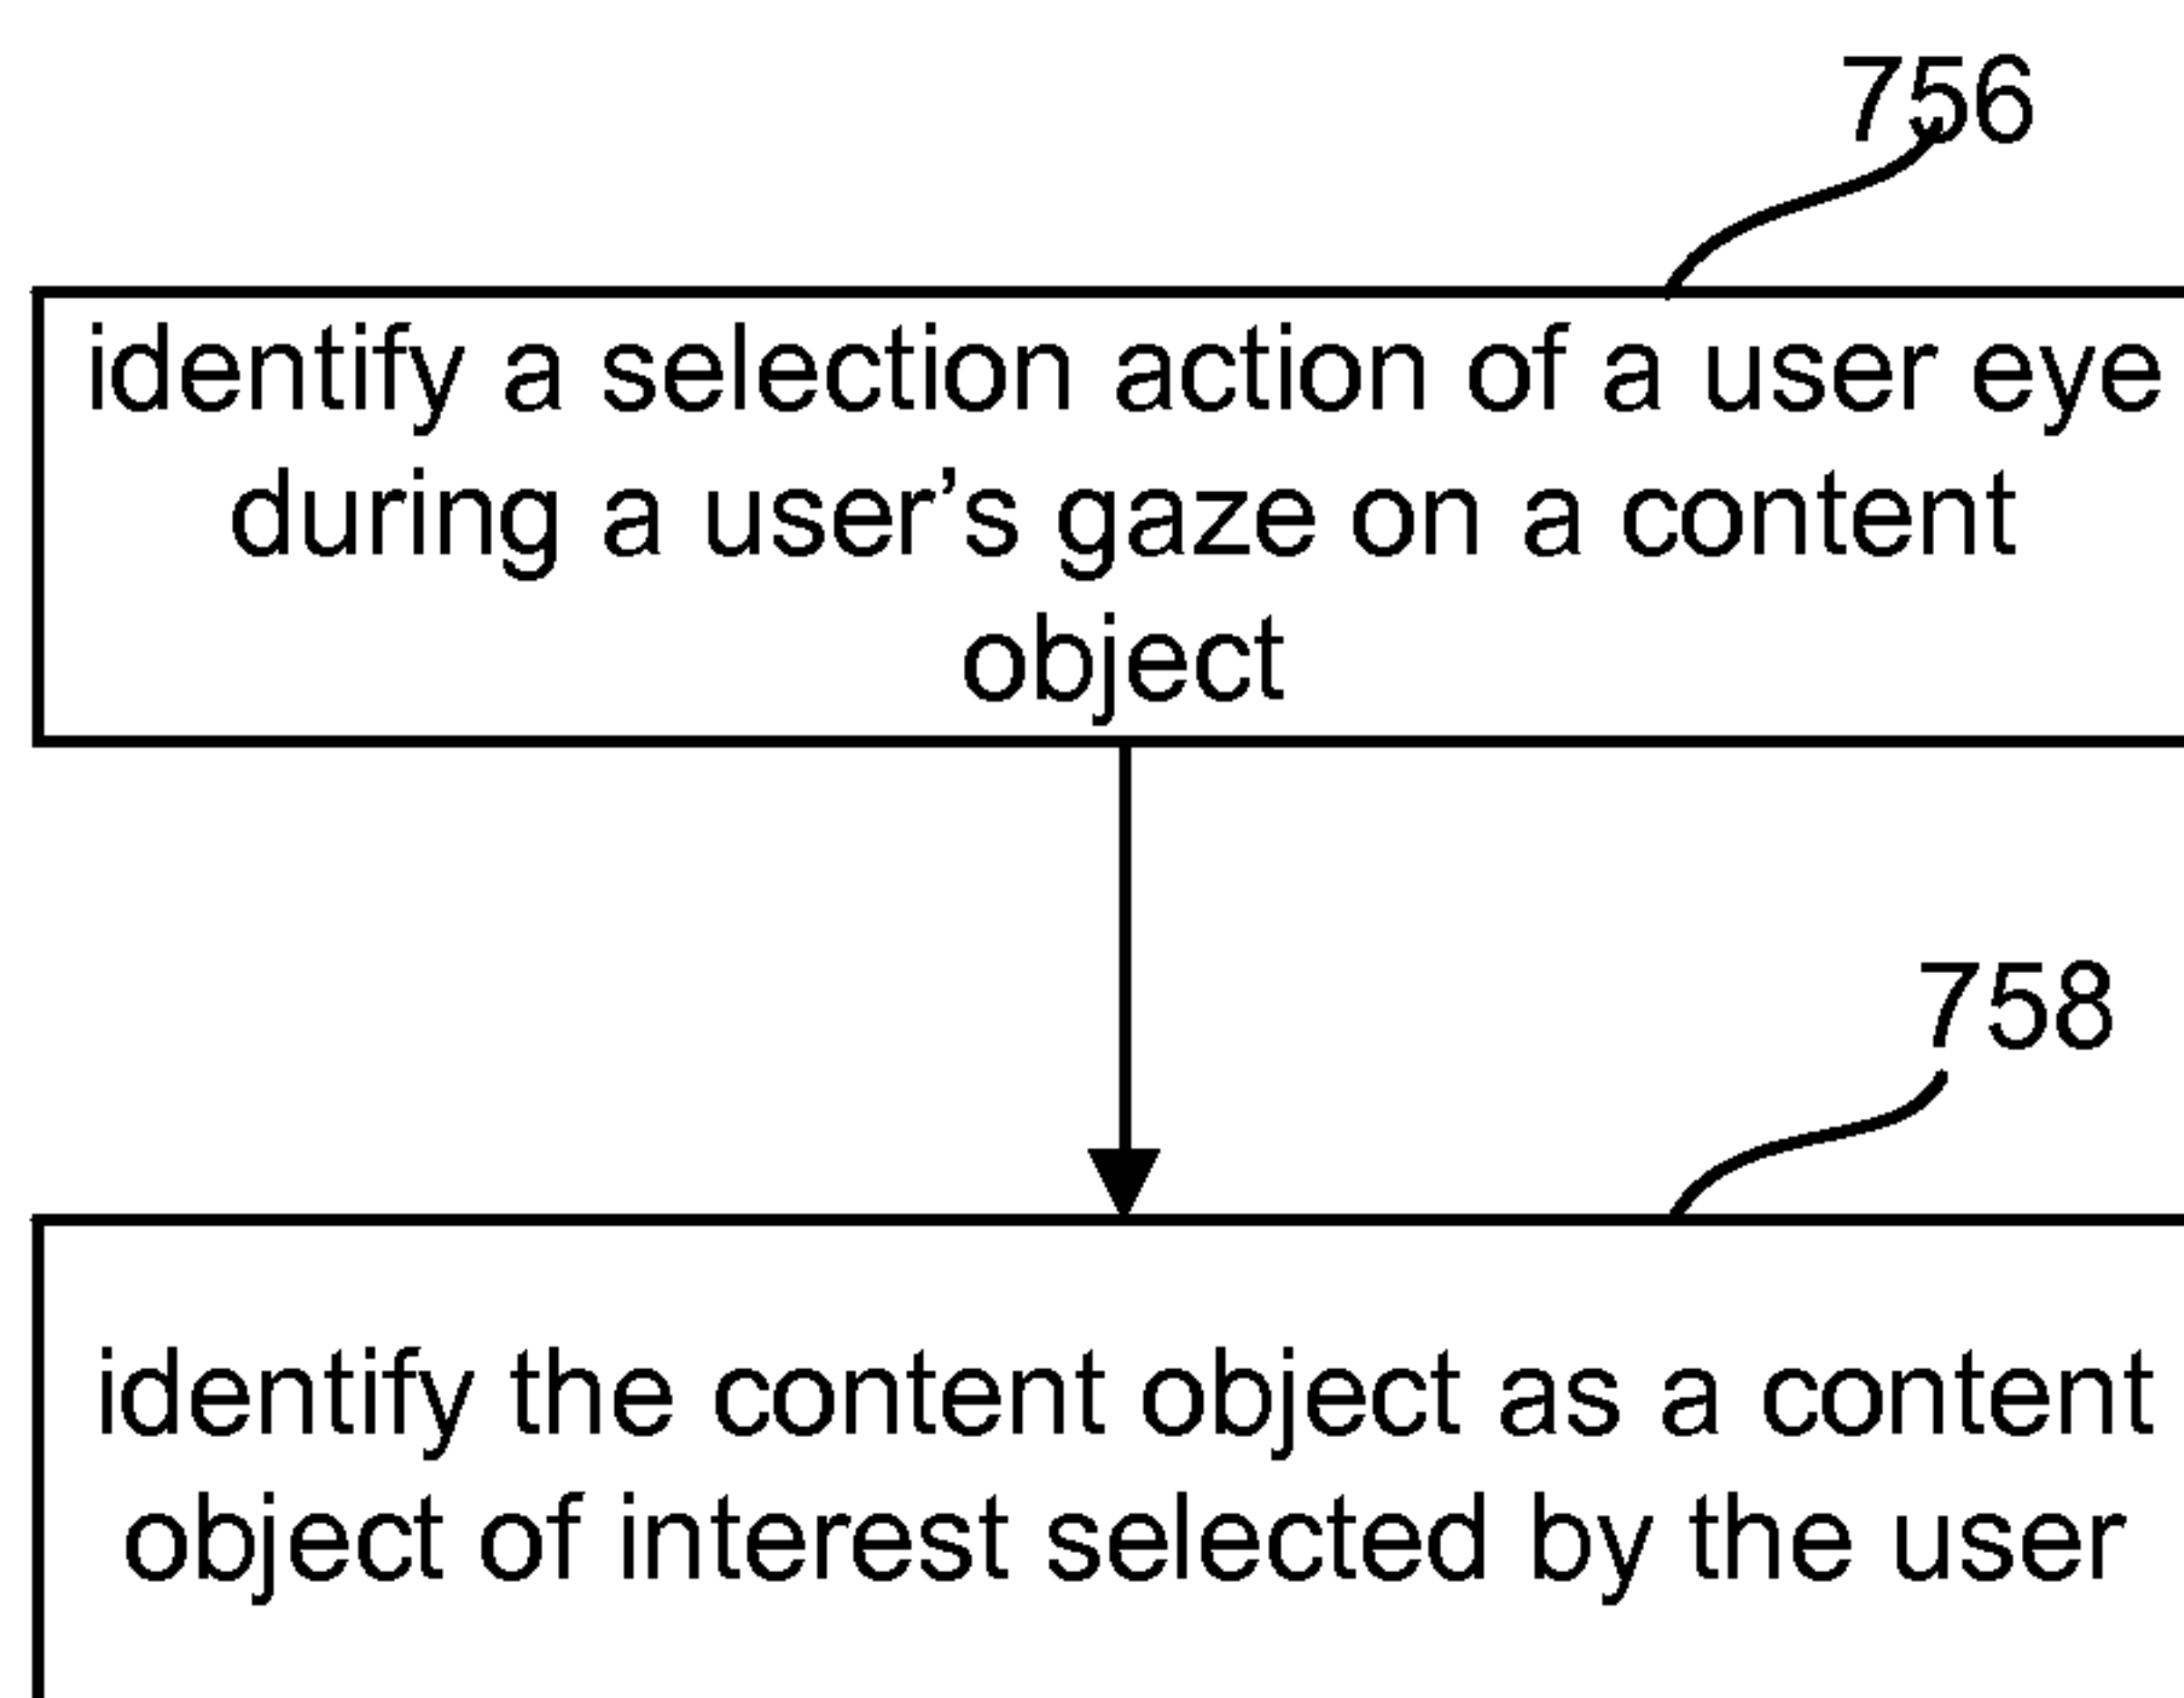 756
identify a selection action of a user eye
during a user’s gaze on a content
object
758
identify the content object as a content
object of interest selected by the user